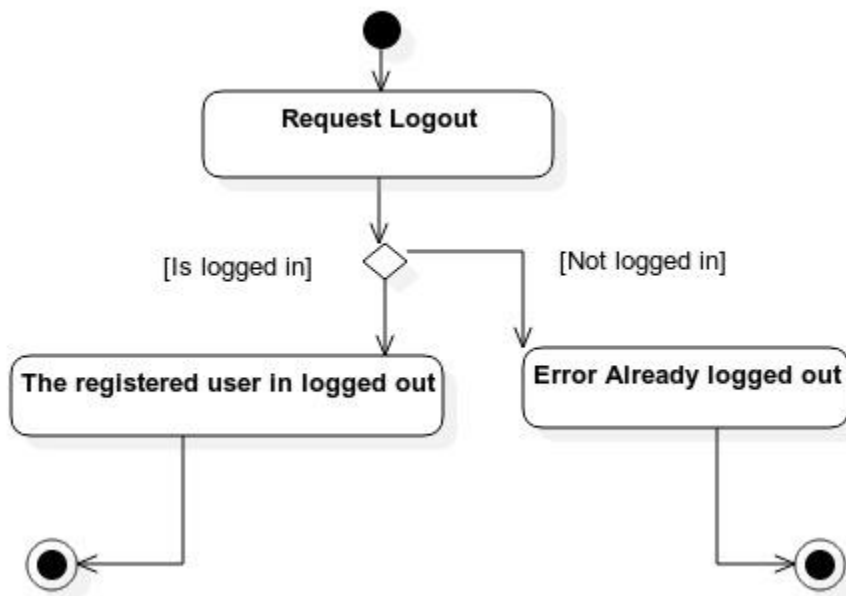 Request Logout
[Is logged in]
[Not logged in]
The registered user in logged out
Error Already logged out